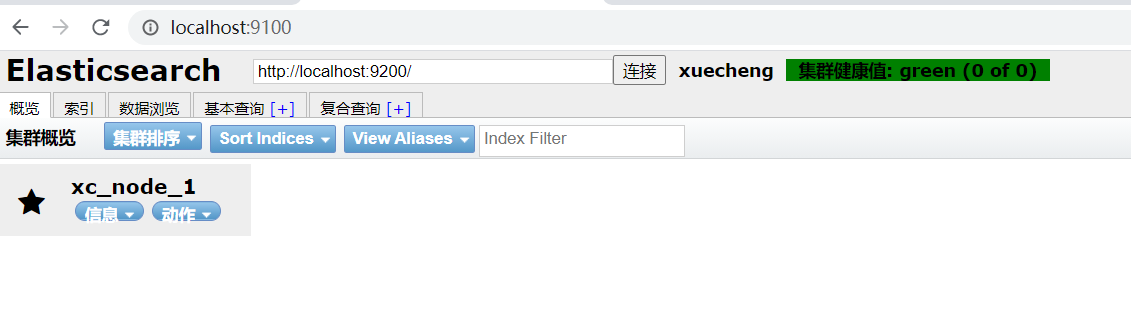 localhost:9100
Elasticsearch http://localhost:9200/ 连接 xuecheng 集群健康值: green (0 of 0)
概览 索引 数据浏览 基本查询 [+] 复合查询 [+]
集群概览 集群排序 Sort Indices View Aliases Index Filter
xc_node_1
信息 动作